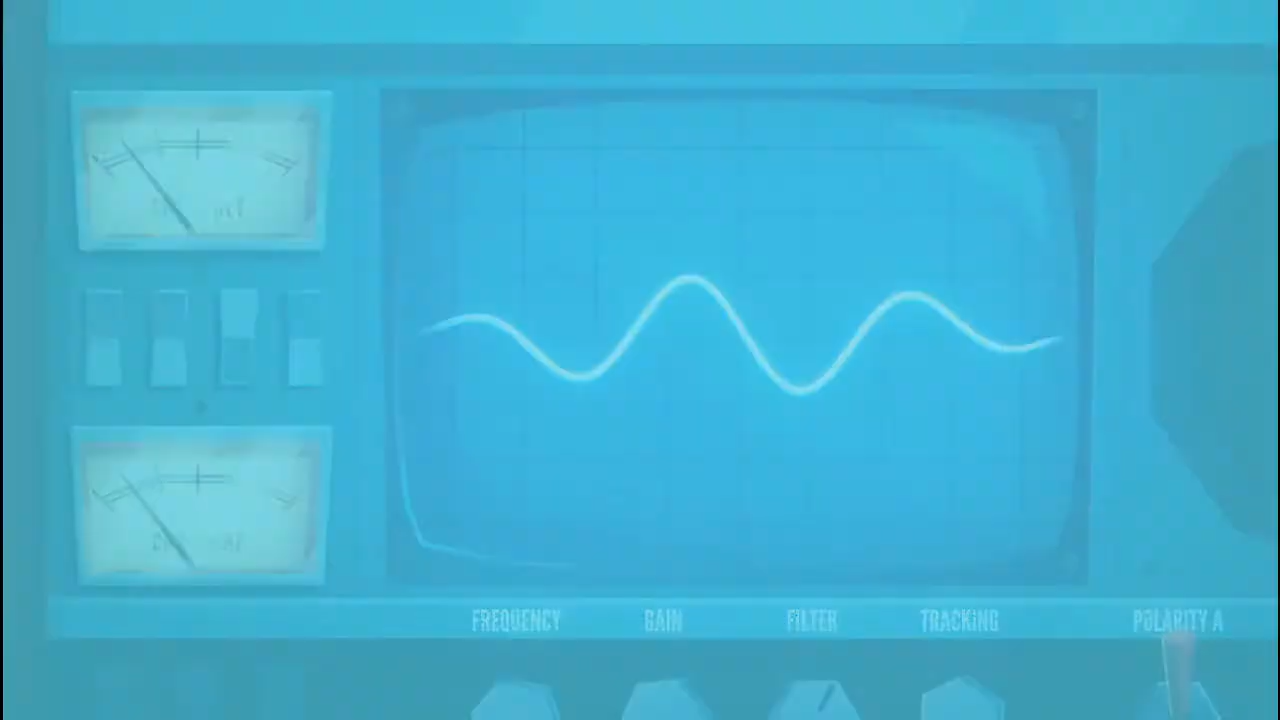 FREQUENCY
GAIN
FILTER
TRACKING
POLARITY A